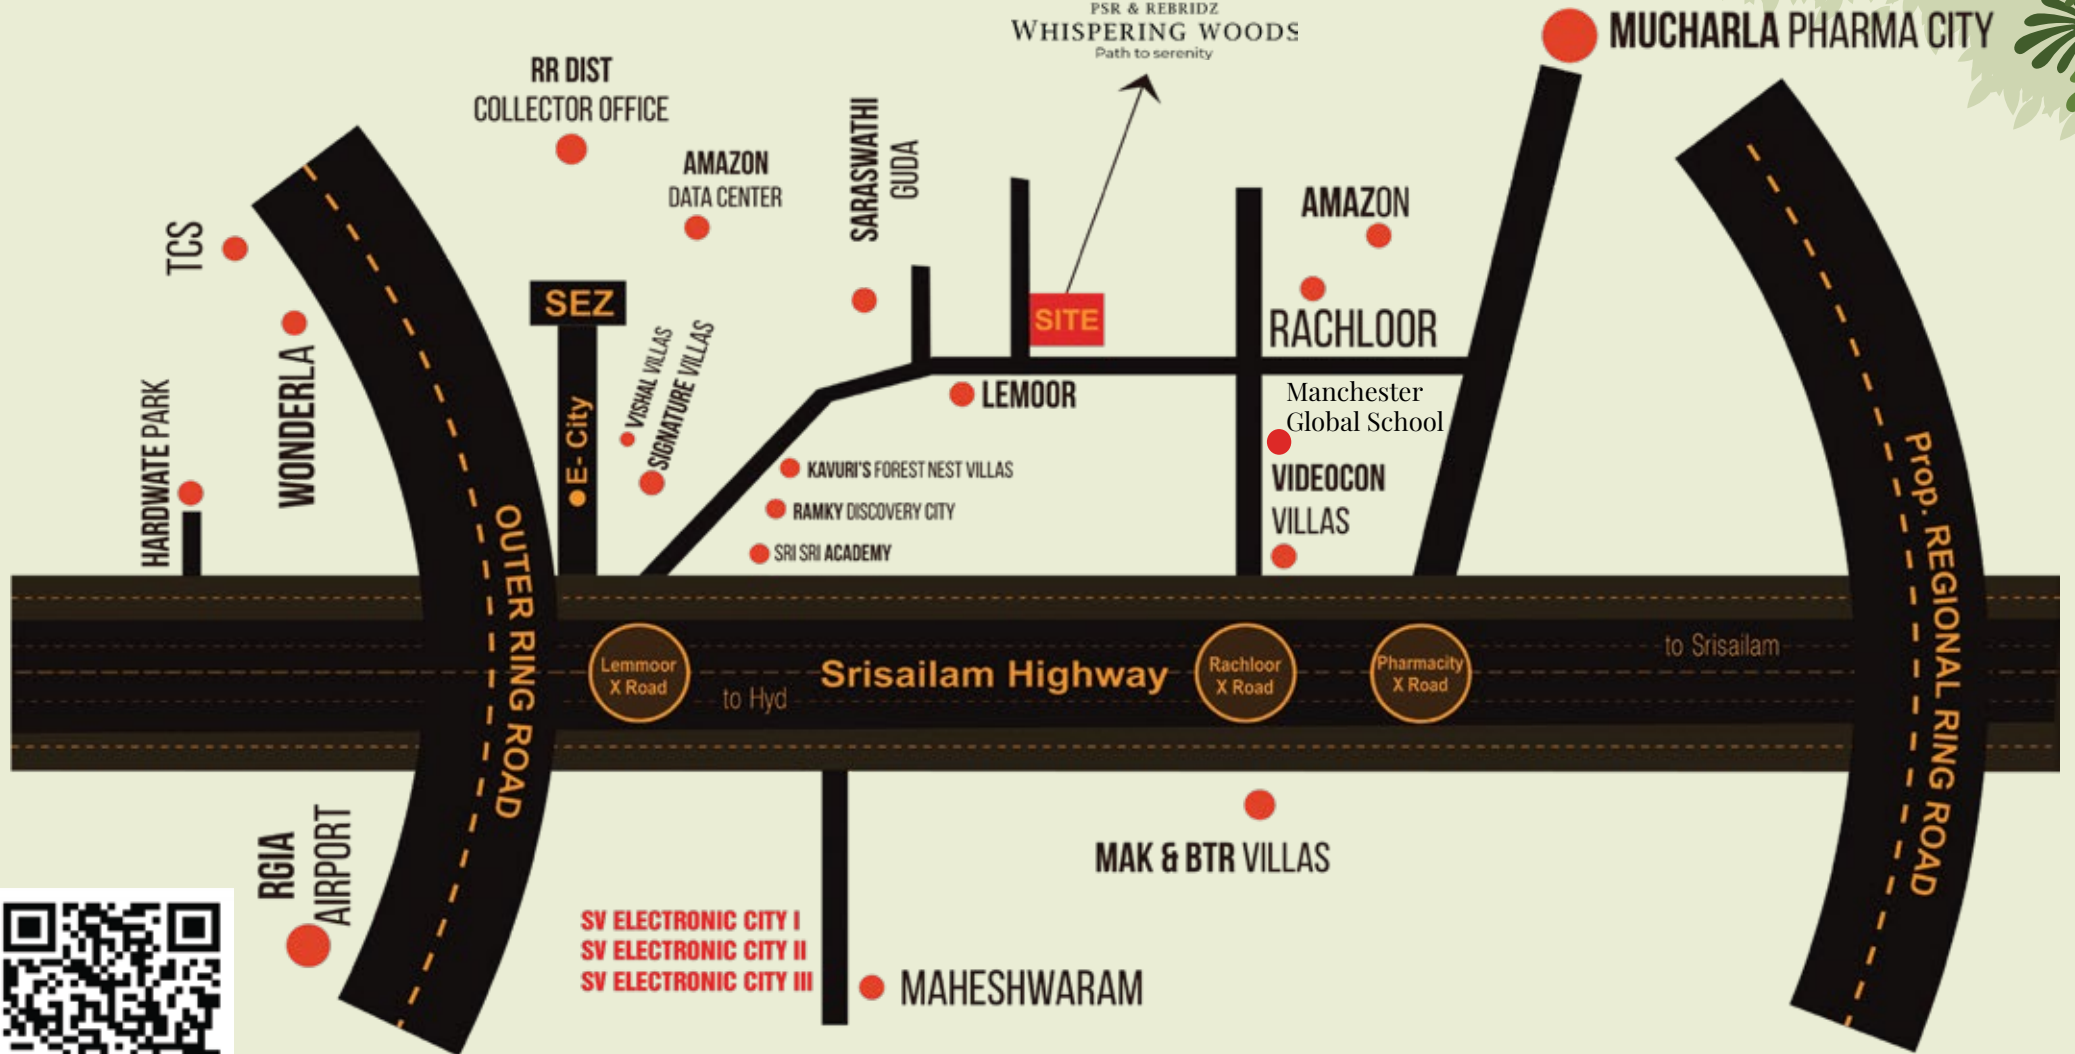 PSR & REBRIDZ
WHISPERING WOODS
Path to serenity
MUCHARLA PHARMA CITY
RR DIST
COLLECTOR OFFICE
AMAZON
DATA CENTER
SARASWATHI
GUDA
AMAZON
TCS
SEZ
SITE
RACHLOOR
WONDERLA
HARDWATE PARK
E- City
VISHAL VILLAS
SIGNATURE VILLAS
LEMOOR
Manchester
Global School
KAVURI'S FOREST NEST VILLAS
RAMKY DISCOVERY CITY
SRI SRI ACADEMY
VIDEOCON
VILLAS
OUTER RING ROAD
Prop. REGIONAL RING ROAD
Lemmoor
X Road
to Hyd
Srisailam Highway
Rachloor
X Road
Pharmacity
X Road
to Srisailam
RGIA
AIRPORT
MAK & BTR VILLAS
SV ELECTRONIC CITY I
SV ELECTRONIC CITY II
SV ELECTRONIC CITY III
MAHESHWARAM